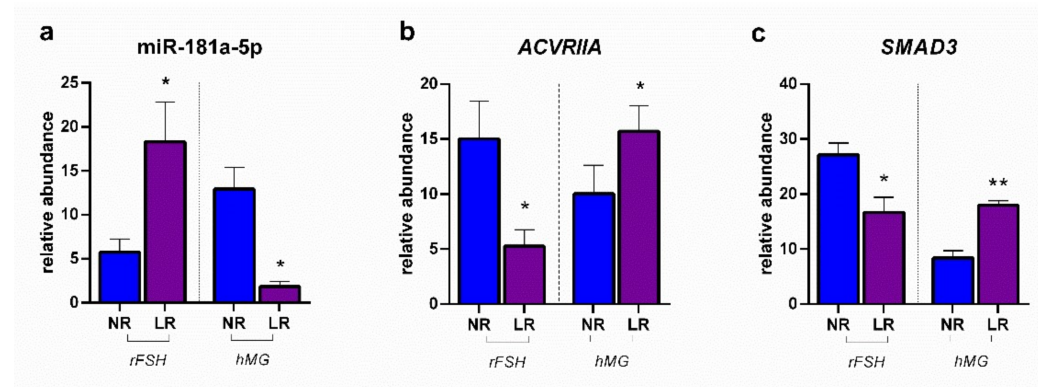 a
miR-181a-5p
relative abundance
25
20
15
10
5
0
*
*
NR LR NR LR
rFSH hMG
b
ACVRIIA
relative abundance
20
15
10
5
0
*
*
NR LR NR LR
rFSH hMG
c
SMAD3
relative abundance
40
30
20
10
0
*
**
NR LR NR LR
rFSH hMG